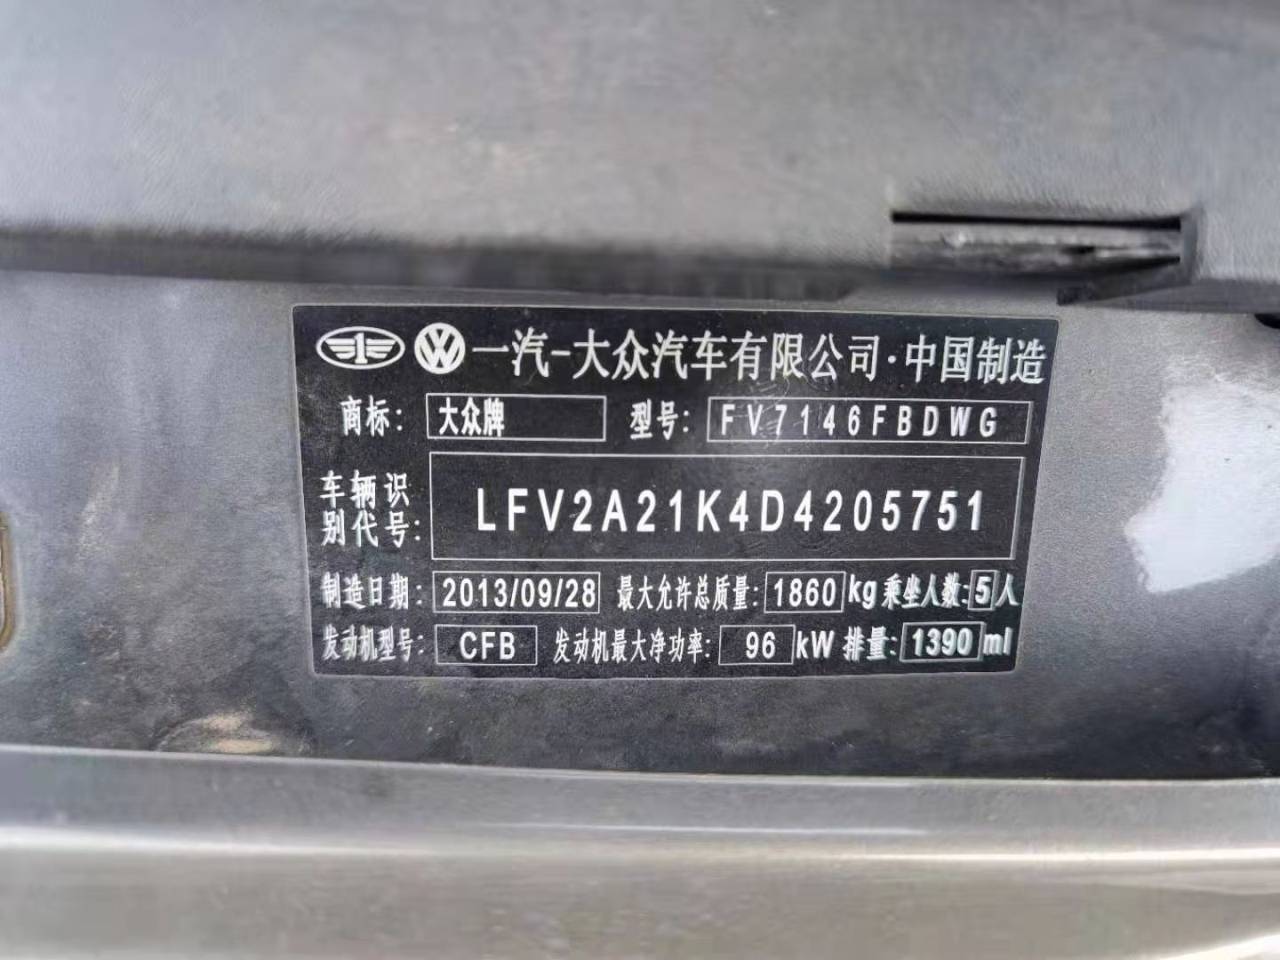 一汽-大众汽车有限公司·中国制造
商标: 大众牌 型号: FV7146FBDWG
车辆识别代号: LFV2A21K4D4205751
制造日期: 2013/09/28 最大允许总质量: 1860 kg 乘坐人数: 5 人
发动机型号: CFB 发动机最大净功率: 96 kW 排量: 1390 ml